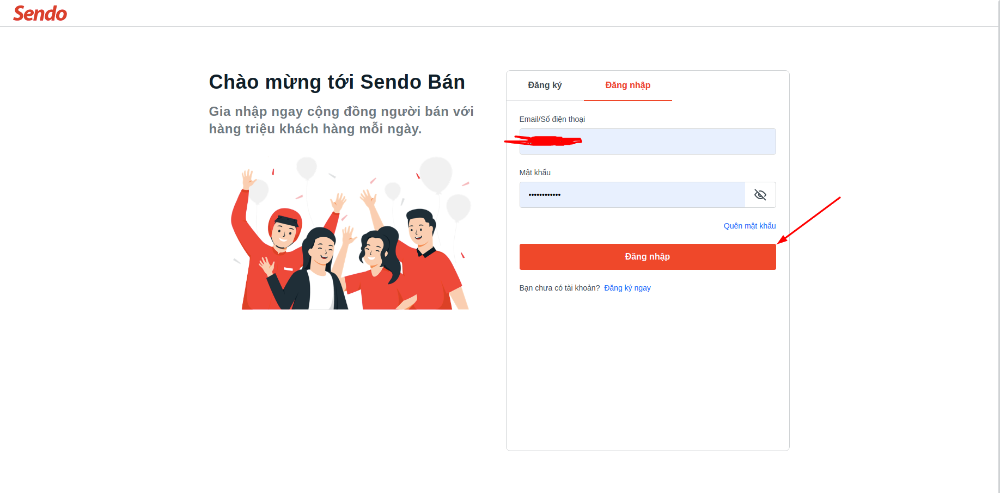 Sendo
Chào mừng tới Sendo Bán
Gia nhập ngay cộng đồng người bán với
hàng triệu khách hàng mỗi ngày.
Đăng ký
Đăng nhập
Email/Số điện thoại
Mật khẩu
••••••••••••
Quên mật khẩu
Đăng nhập
Bạn chưa có tài khoản? Đăng ký ngay